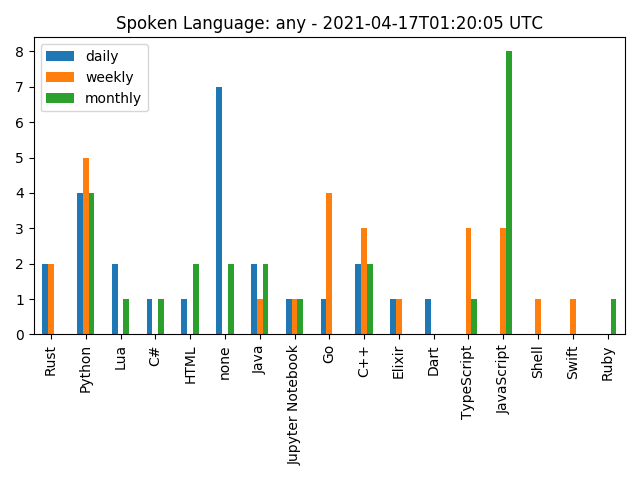 Spoken Language: any - 2021-04-17T01:20:05 UTC
daily
weekly
monthly
8
7
6
5
4
3
2
1
0
Rust
Python
Lua
C#
HTML
none
Java
Jupyter Notebook
Go
C++
Elixir
Dart
TypeScript
JavaScript
Shell
Swift
Ruby